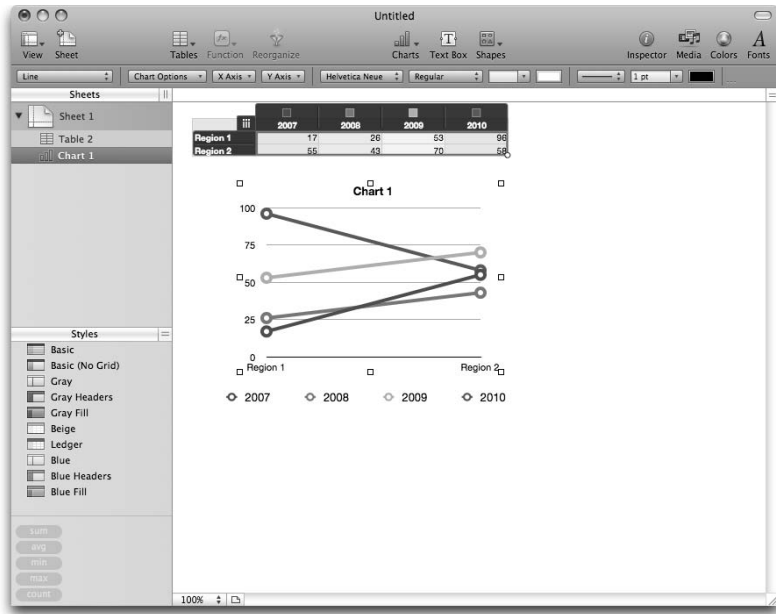 Untitled
View Sheet Tables Function Reorganize Charts Text Box Shapes Inspector Media Colors Fonts
Line Chart Options X Axis Y Axis Helvetica Neue Regular 1 pt
Sheets
Sheet 1
Table 2
Chart 1
2007 2008 2009 2010
Region 1 17 26 53 96
Region 2 55 43 70 58
Chart 1
100
75
50
25
0
Region 1 Region 2
2007 2008 2009 2010
Styles
Basic
Basic (No Grid)
Gray
Gray Headers
Gray Fill
Beige
Ledger
Blue
Blue Headers
Blue Fill
sum
avg
min
max
count
100%